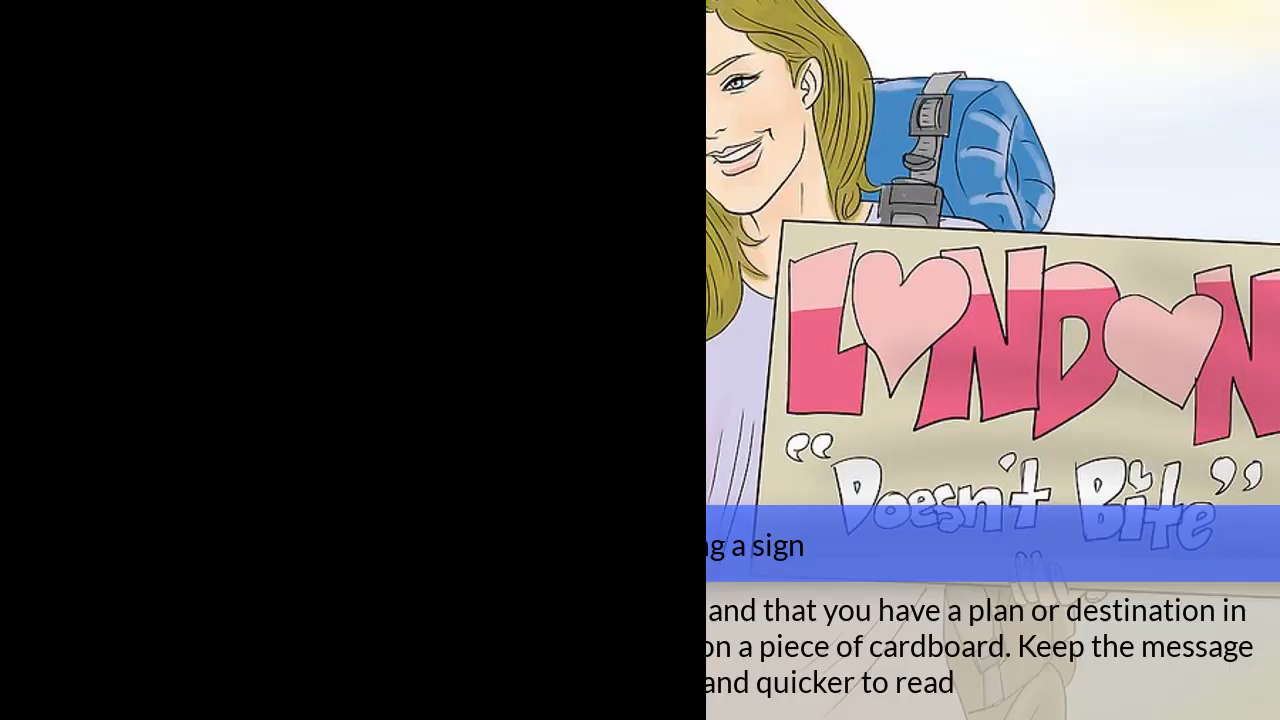 L♥ND♥N
“Doesn't Bite”
a sign
and that you have a plan or destination in
on a piece of cardboard. Keep the message
and quicker to read